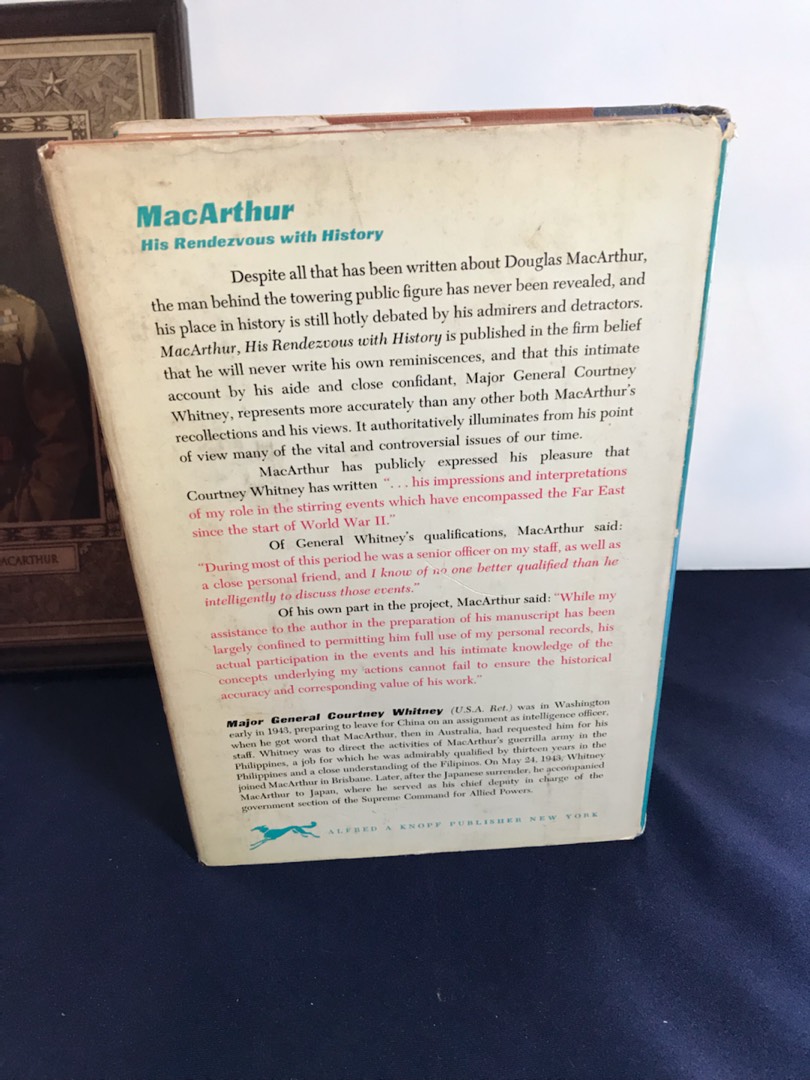 MacArthur
His Rendezvous with History
Despite all that has been written about Douglas MacArthur,
the man behind the towering public figure has never been revealed, and
his place in history is still hotly debated by his admirers and detractors.
MacArthur, His Rendezvous with History is published in the firm belief
that he will never write his own reminiscences, and that this intimate
account by his aide and close confidant, Major General Courtney
Whitney, represents more accurately than any other both MacArthur's
recollections and his views. It authoritatively illuminates from his point
of view many of the vital and controversial issues of our time.
MacArthur has publicly expressed his pleasure that
Courtney Whitney has written “. . . his impressions and interpretations
of my role in the stirring events which have encompassed the Far East
since the start of World War II.”
Of General Whitney's qualifications, MacArthur said:
“During most of this period he was a senior officer on my staff, as well as
a close personal friend, and I know of no one better qualified than he
intelligently to discuss those events.”
Of his own part in the project, MacArthur said: “While my
assistance to the author in the preparation of his manuscript has been
largely confined to permitting him full use of my personal records, his
actual participation in the events and his intimate knowledge of the
concepts underlying my actions cannot fail to ensure the historical
accuracy and corresponding value of his work.”
Major General Courtney Whitney (U.S.A. Ret.) was in Washington
early in 1943, preparing to leave for China on an assignment as intelligence officer,
when he got word that MacArthur, then in Australia, had requested him for his
staff. Whitney was to direct the activities of MacArthur's guerrilla army in the
Philippines, a job for which he was admirably qualified by thirteen years in the
Philippines and a close understanding of the Filipinos. On May 24, 1943, Whitney
joined MacArthur in Brisbane. Later, after the Japanese surrender, he accompanied
MacArthur to Japan, where he served as his chief deputy in charge of the
government section of the Supreme Command for Allied Powers.
ALFRED A KNOPF PUBLISHER NEW YORK
ACARTHUR